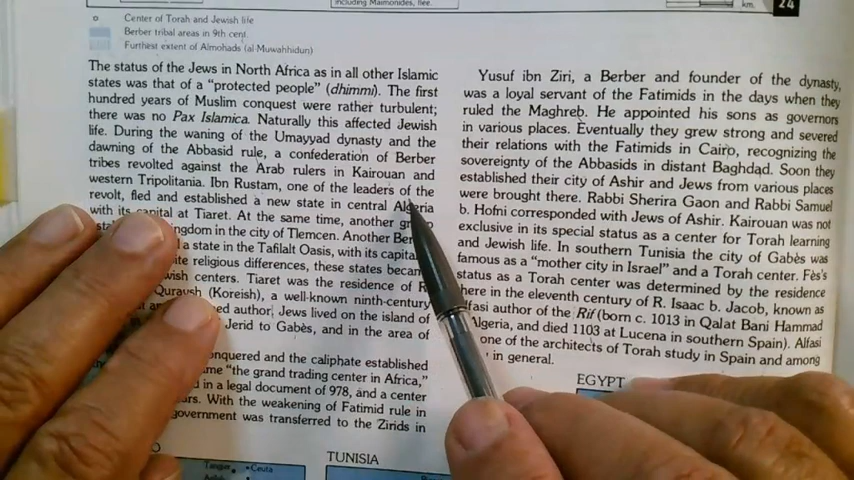 including Maimonides, flee.
km.
24
Center of Torah and Jewish life
Berber tribal areas in 9th cent.
Furthest extent of Almohads (al-Muwahhidun)
The status of the Jews in North Africa as in all other Islamic
states was that of a "protected people" (dhimmi). The first
hundred years of Muslim conquest were rather turbulent;
there was no Pax Islamica. Naturally this affected Jewish
life. During the waning of the Umayyad dynasty and the
dawning of the Abbasid rule, a confederation of Berber
tribes revolted against the Arab rulers in Kairouan and
western Tripolitania. Ibn Rustam, one of the leaders of the
revolt, fled and established a new state in central Algeria
with its capital at Tiaret. At the same time, another
kingdom in the city of Tlemcen. Another
a state in the Tafilalt Oasis, with its capital
religious differences, these states
centers. Tiaret was the residence of R.
Quraysh (Koreish), a well-known ninth-century
author. Jews lived on the island of
Jerid to Gabès, and in the area of
conquered and the caliphate established
"the grand trading center in Africa,"
in a legal document of 978, and a center
With the weakening of Fatimid rule in
government was transferred to the Zirids in
Yusuf ibn Ziri, a Berber and founder of the dynasty,
was a loyal servant of the Fatimids in the days when they
ruled the Maghreb. He appointed his sons as governors
in various places. Eventually they grew strong and severed
their relations with the Fatimids in Cairo, recognizing the
sovereignty of the Abbasids in distant Baghdad. Soon they
established their city of Ashir and Jews from various places
were brought there. Rabbi Sherira Gaon and Rabbi Samuel
b. Hofni corresponded with Jews of Ashir. Kairouan was not
exclusive in its special status as a center for Torah learning
and Jewish life. In southern Tunisia the city of Gabès was
famous as a "mother city in Israel" and a Torah center. Fès's
status as a Torah center was determined by the residence
here in the eleventh century of R. Isaac b. Jacob, known as
lfasi author of the Rif (born c. 1013 in Qalat Bani Hammad
Algeria, and died 1103 at Lucena in southern Spain). Alfasi
one of the architects of Torah study in Spain and among
in general.
EGYPT
TUNISIA
Tangier
Ceuta